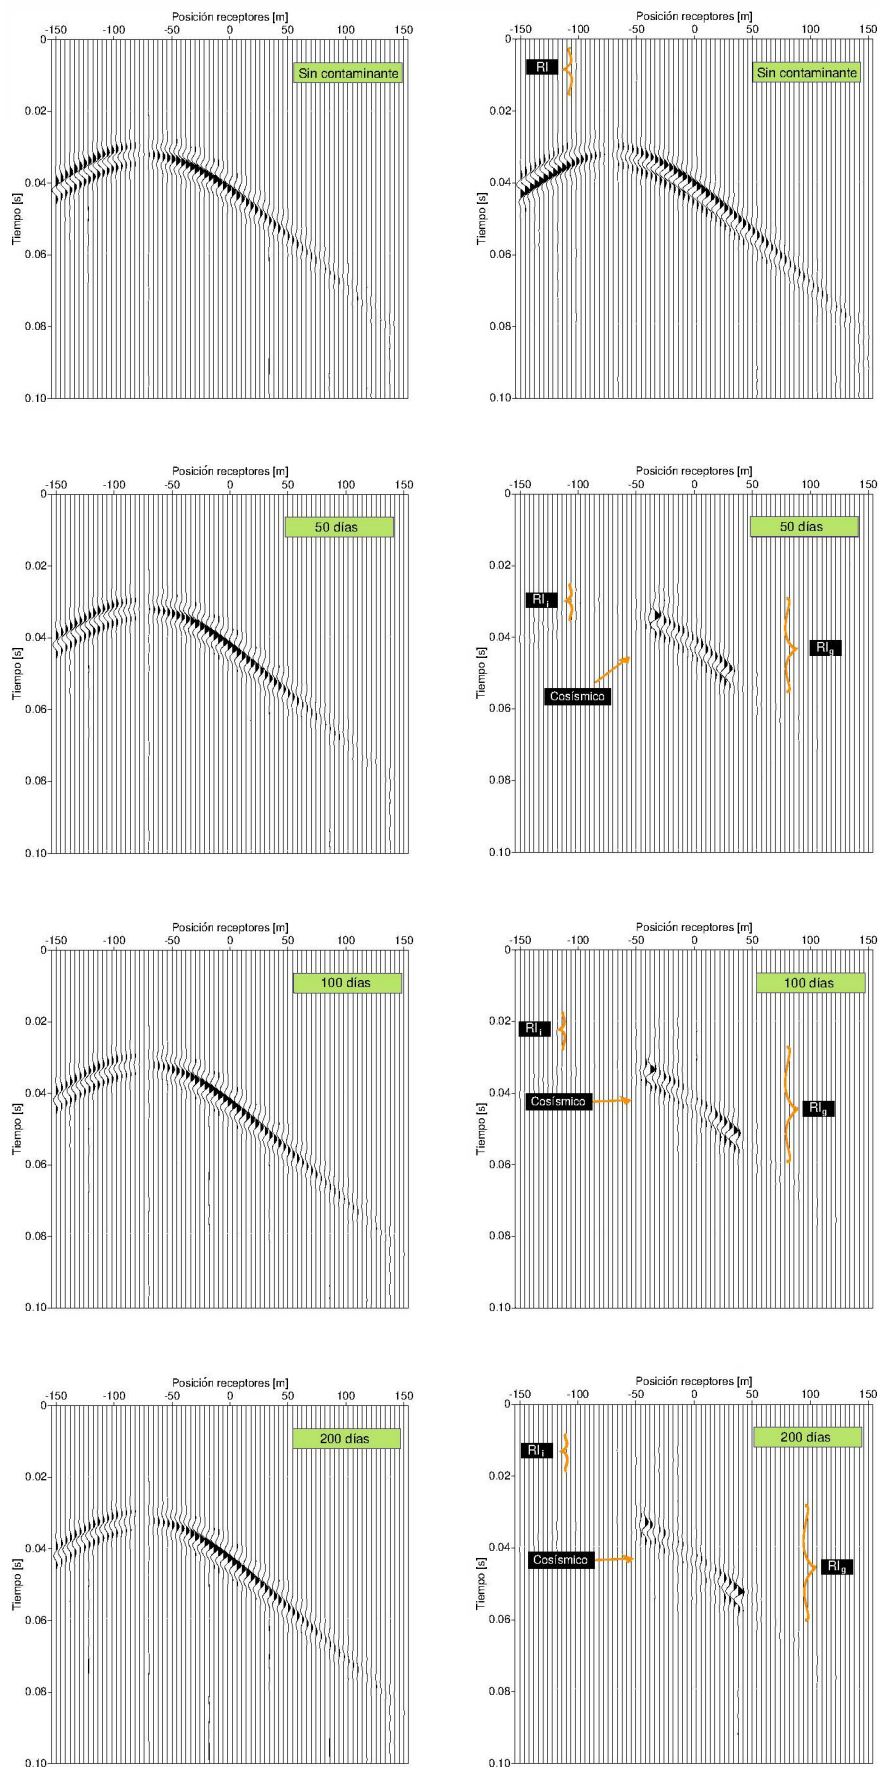 Posición receptores [m]
-150 -100 -50 0 50 100 150
0
Sin contaminante
0.02
0.04
Tiempo [s]
0.06
0.08
0.10
Posición receptores [m]
-150 -100 -50 0 50 100 150
0
RI
Sin contaminante
0.02
0.04
Tiempo [s]
0.06
0.08
0.10
Posición receptores [m]
-150 -100 -50 0 50 100 150
0
50 días
0.02
0.04
Tiempo [s]
0.06
0.08
0.10
Posición receptores [m]
-150 -100 -50 0 50 100 150
0
50 días
0.02
RIi
0.04
RIg
Tiempo [s]
Cosísmico
0.06
0.08
0.10
Posición receptores [m]
-150 -100 -50 0 50 100 150
0
100 días
0.02
0.04
Tiempo [s]
0.06
0.08
0.10
Posición receptores [m]
-150 -100 -50 0 50 100 150
0
100 días
0.02
RIi
0.04
Cosísmico
RIg
Tiempo [s]
0.06
0.08
0.10
Posición receptores [m]
-150 -100 -50 0 50 100 150
0
200 días
0.02
0.04
Tiempo [s]
0.06
0.08
0.10
Posición receptores [m]
-150 -100 -50 0 50 100 150
0
200 días
RIi
0.02
0.04
Cosísmico
RIg
Tiempo [s]
0.06
0.08
0.10